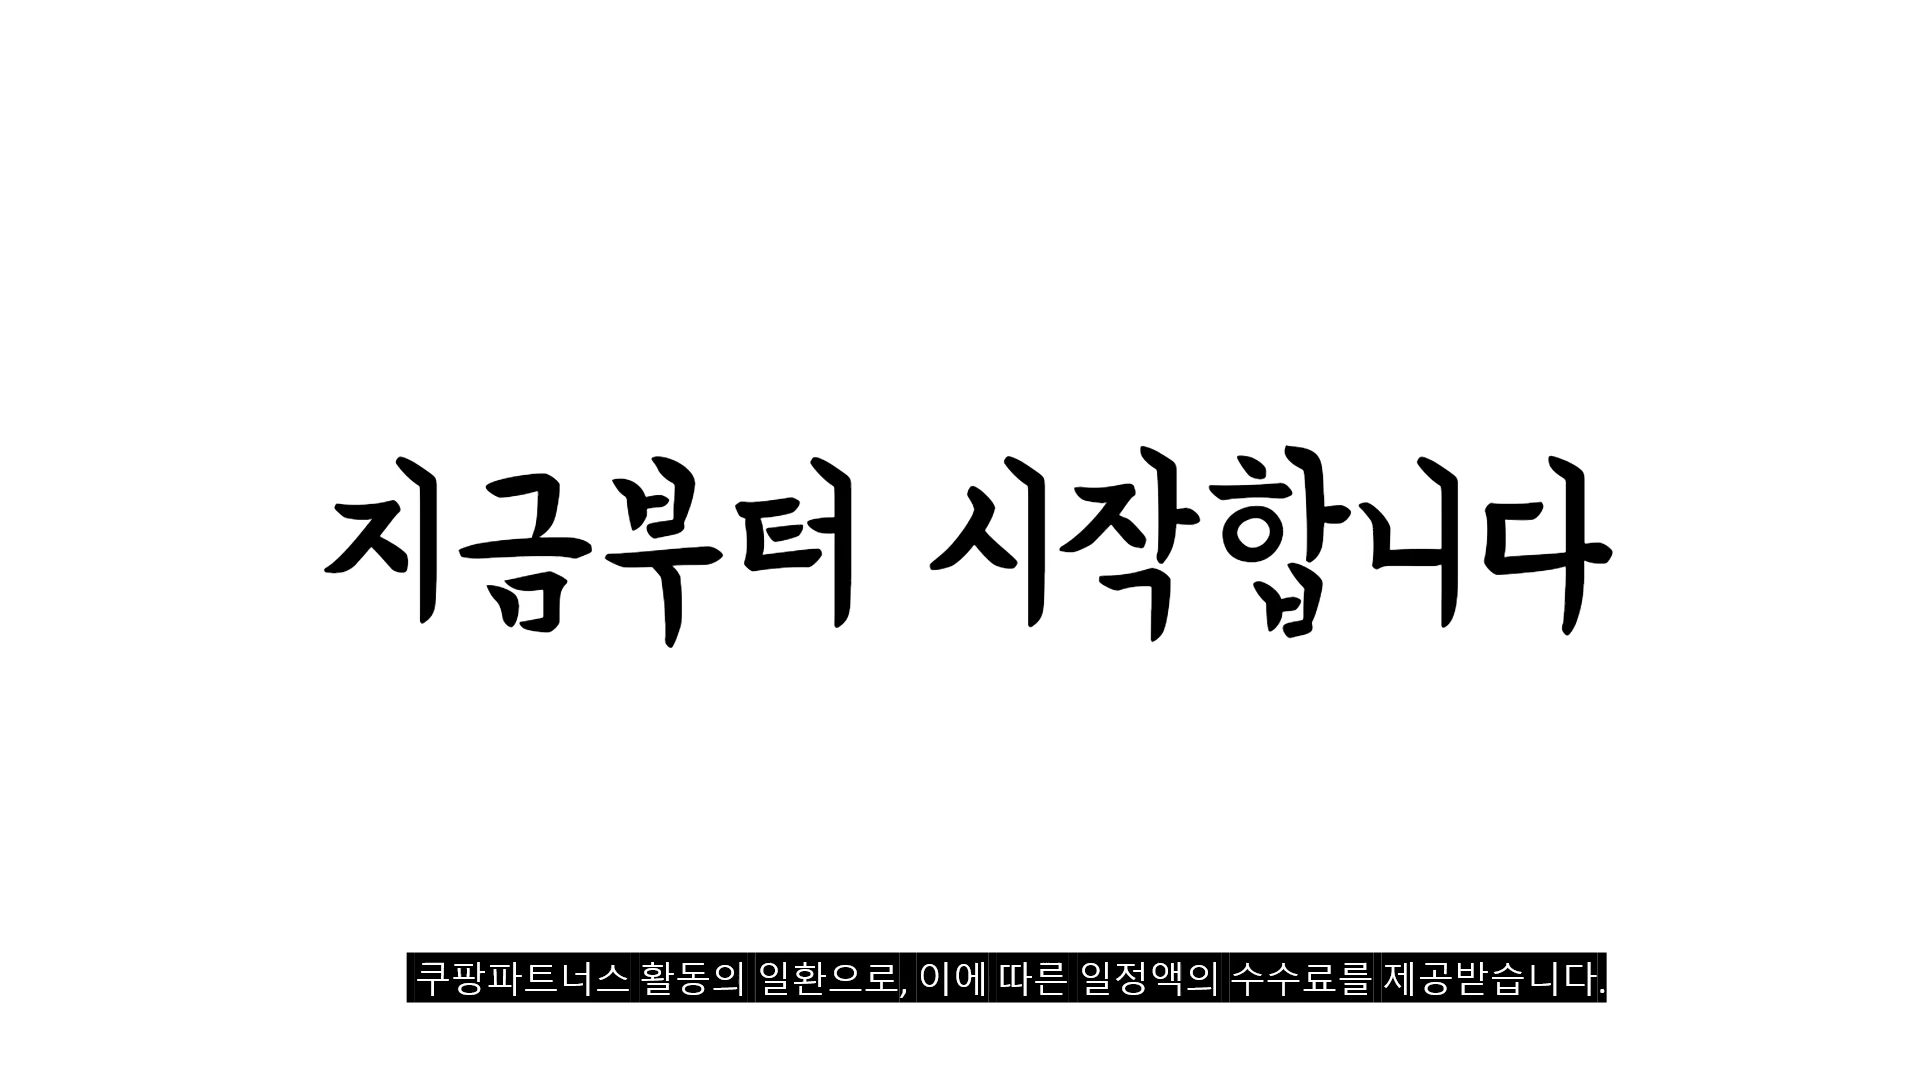 지금부터 시작합니다
쿠팡파트너스 활동의 일환으로, 이에 따른 일정액의 수수료를 제공받습니다.